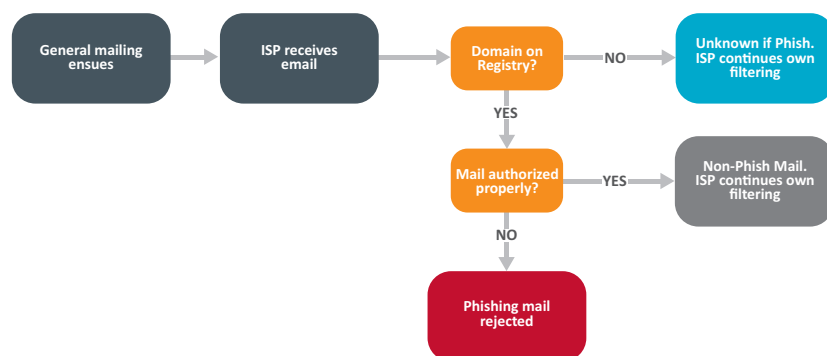 General mailing
ensues
ISP receives
email
Domain on
Registry?
NO
Unknown if Phish.
ISP continues own
filtering
YES
Mail authorized
properly?
YES
Non-Phish Mail.
ISP continues own
filtering
NO
Phishing mail
rejected